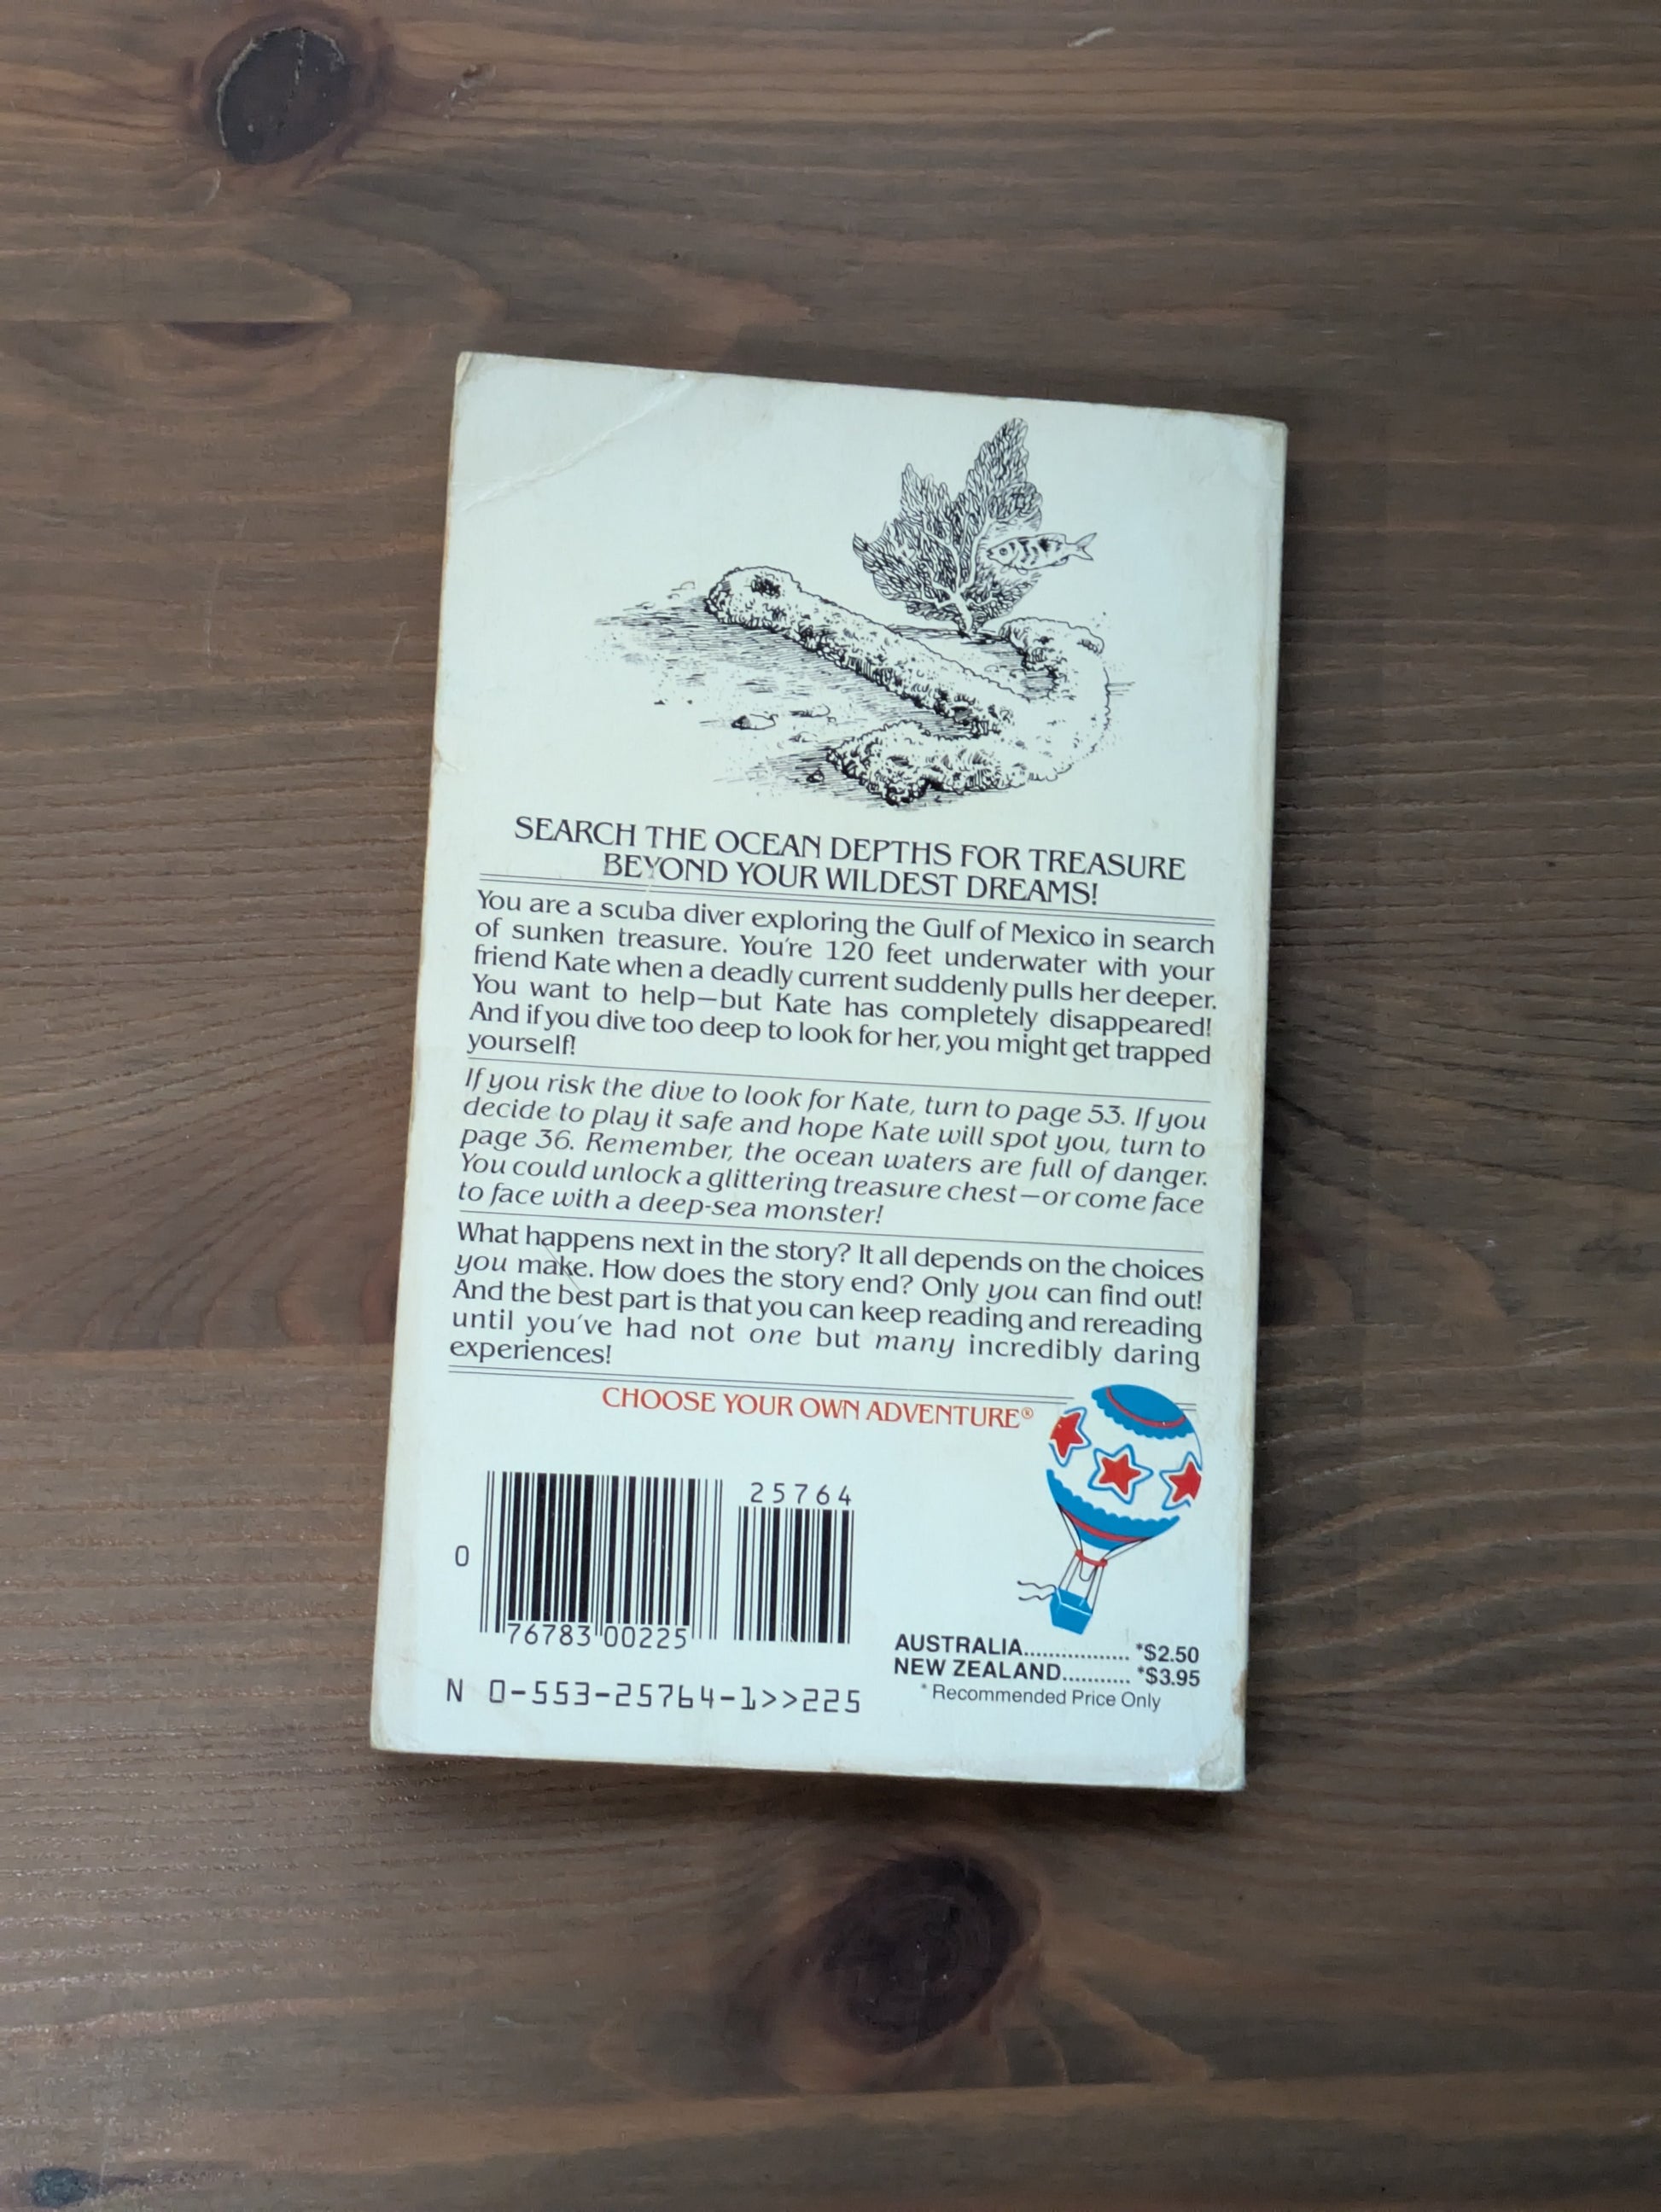 SEARCH THE OCEAN DEPTHS FOR TREASURE
BEYOND YOUR WILDEST DREAMS!
You are a scuba diver exploring the Gulf of Mexico in search
of sunken treasure. You're 120 feet underwater with your
friend Kate when a deadly current suddenly pulls her deeper.
You want to help—but Kate has completely disappeared!
And if you dive too deep to look for her, you might get trapped
yourself!
If you risk the dive to look for Kate, turn to page 53. If you
decide to play it safe and hope Kate will spot you, turn to
page 36. Remember, the ocean waters are full of danger.
You could unlock a glittering treasure chest—or come face
to face with a deep-sea monster!
What happens next in the story? It all depends on the choices
you make. How does the story end? Only you can find out!
And the best part is that you can keep reading and rereading
until you've had not one but many incredibly daring
experiences!
CHOOSE YOUR OWN ADVENTURE®
25764
0
76783 00225
N 0-553-25764-1>>225
AUSTRALIA.................. *$2.50
NEW ZEALAND........... *$3.95
*Recommended Price Only